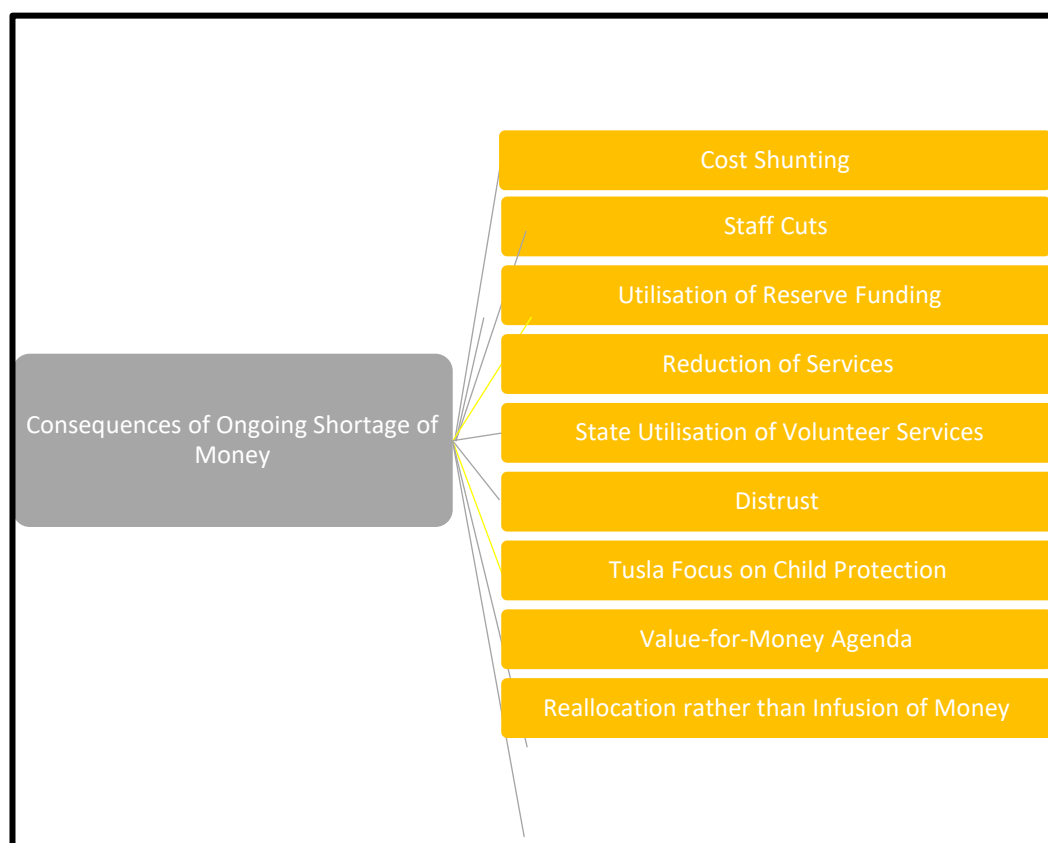 Cost Shunting
Staff Cuts
Utilisation of Reserve Funding
Reduction of Services
Consequences of Ongoing Shortage of
Money
State Utilisation of Volunteer Services
Distrust
Tusla Focus on Child Protection
Value-for-Money Agenda
Reallocation rather than Infusion of Money